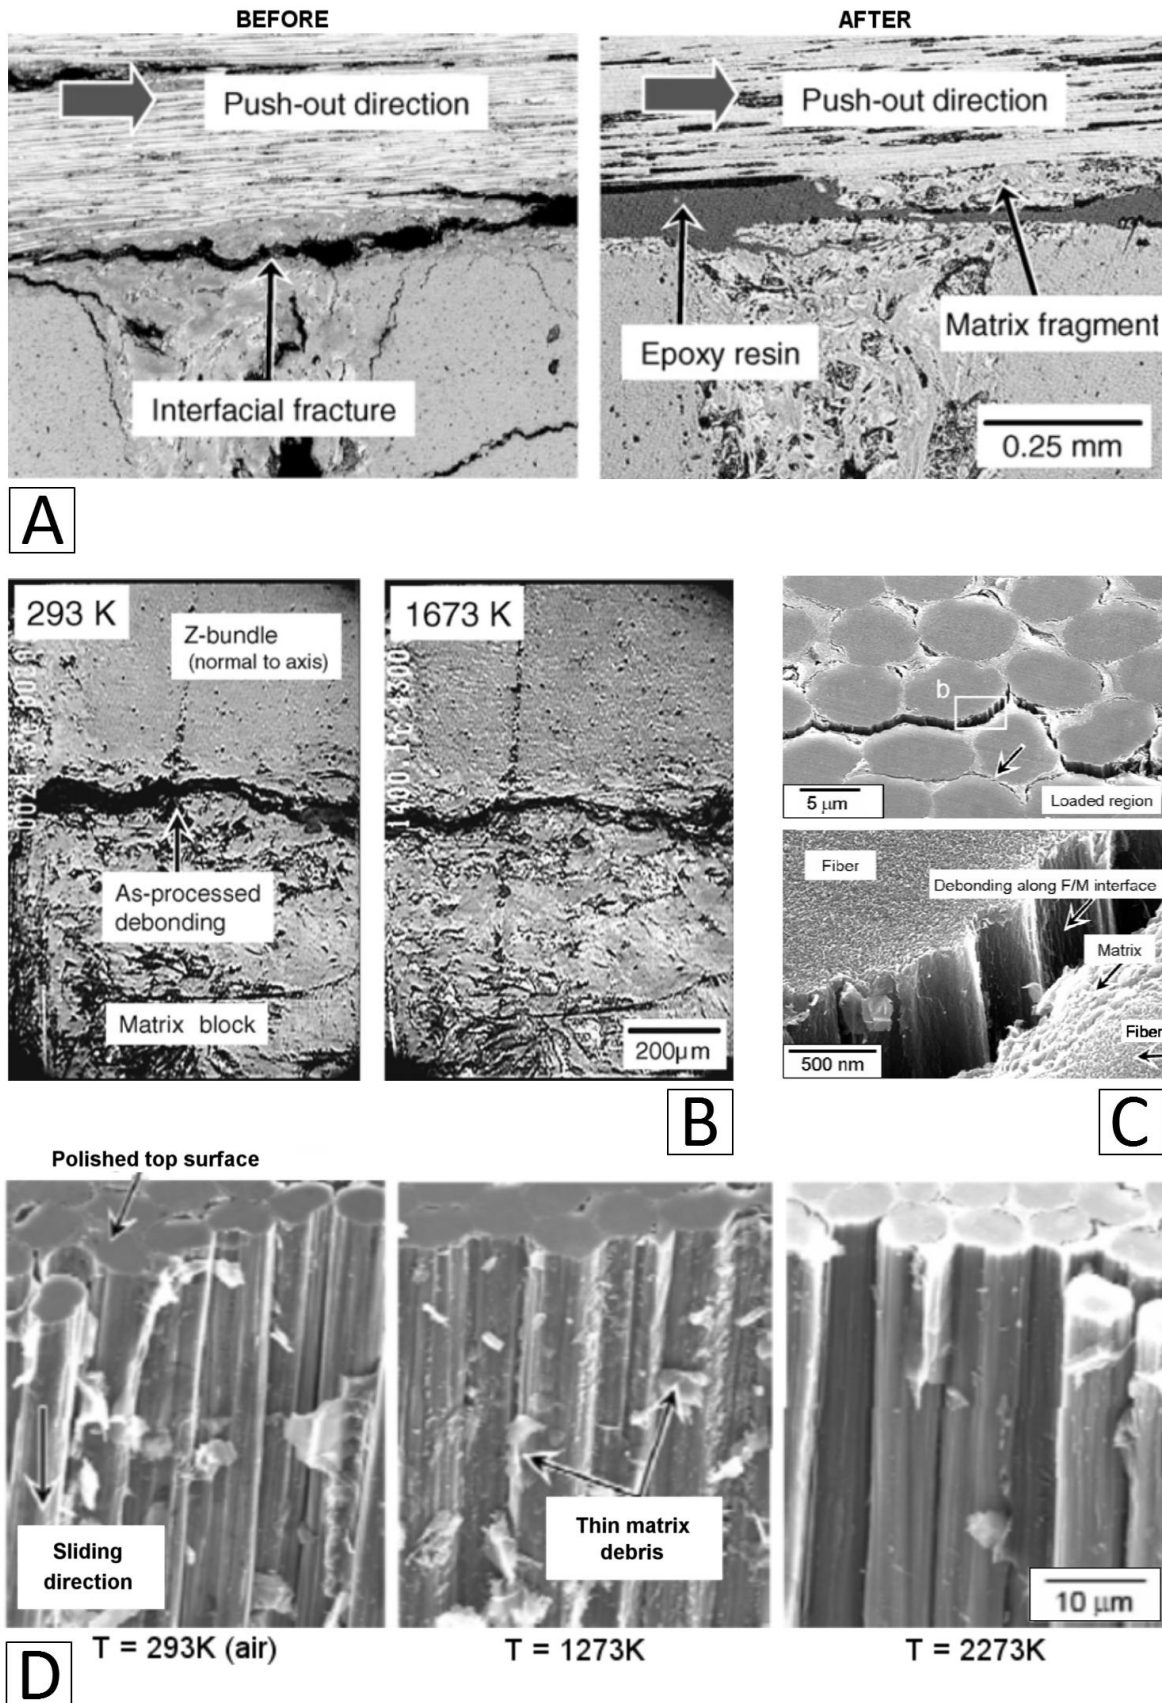 BEFORE
AFTER
Push-out direction
Push-out direction
Interfacial fracture
Epoxy resin
Matrix fragment
0.25 mm
A
293 K
Z-bundle
(normal to axis)
As-processed
debonding
Matrix block
1673 K
200µm
B
b
5 µm
Loaded region
Fiber
Debonding along F/M interface
Matrix
Fiber
500 nm
C
Polished top surface
Sliding
direction
Thin matrix
debris
10 µm
T = 293K (air)
T = 1273K
T = 2273K
D